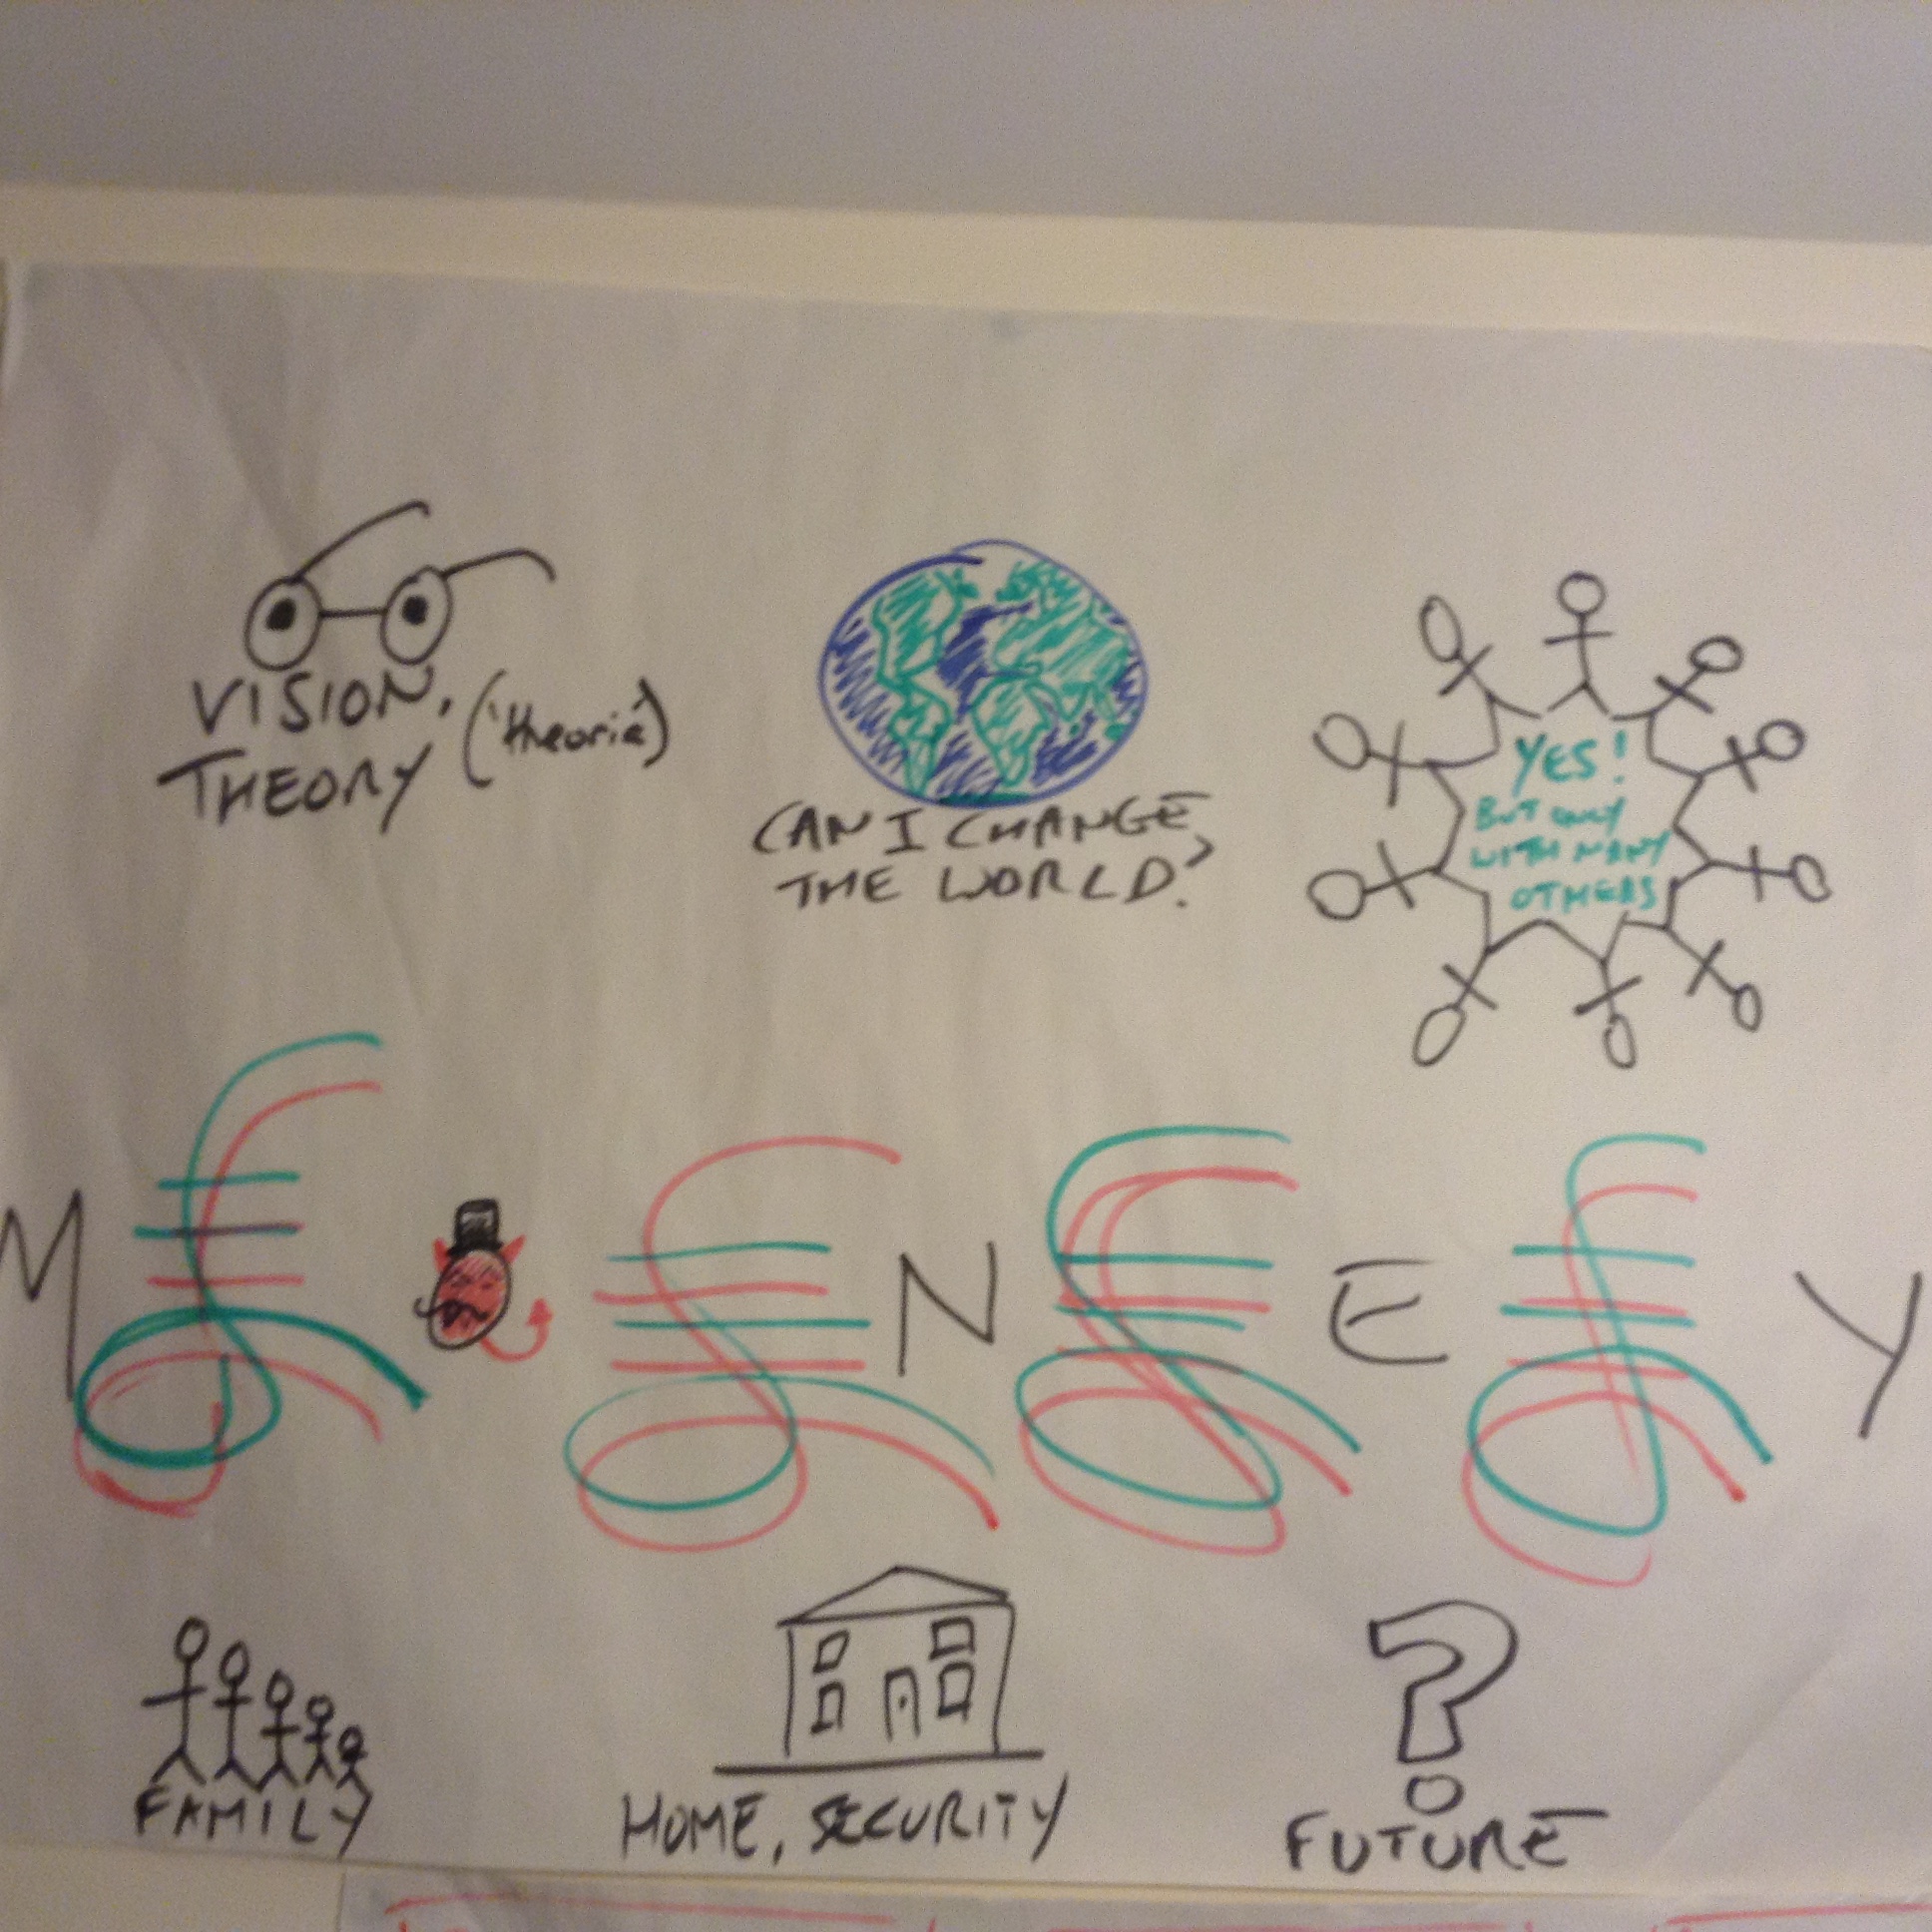 VISION,
THEORY ('theoria')
CAN I CHANGE
THE WORLD?
YES!
BUT ONLY
WITH MANY
OTHERS
M £ £ N £ E £ Y
FAMILY
HOME, SECURITY
?
FUTURE